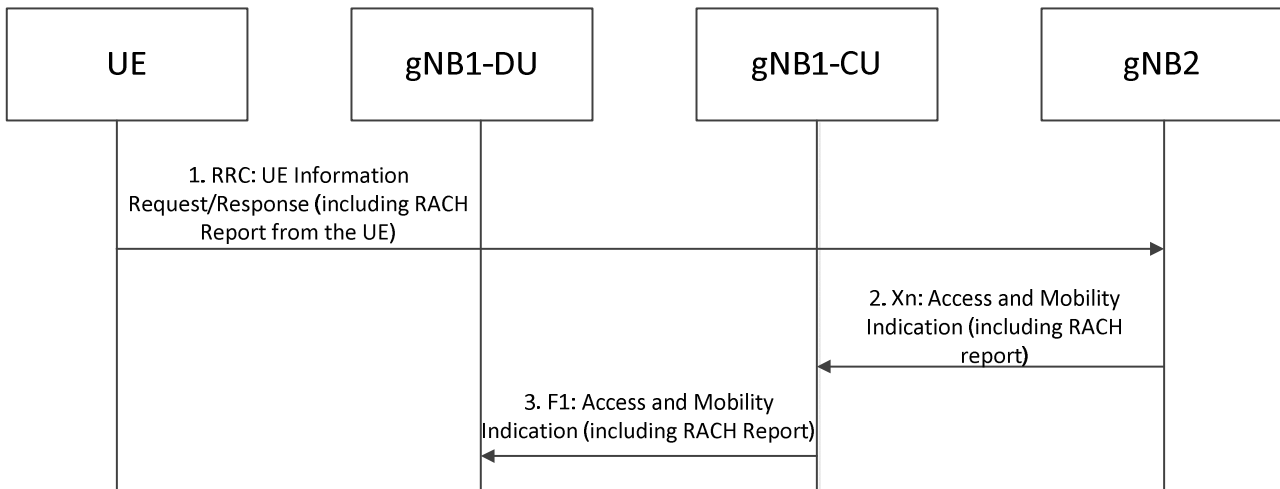 UE
gNB1-DU
gNB1-CU
gNB2
1. RRC: UE Information
Request/Response (including RACH
Report from the UE)
2. Xn: Access and Mobility
Indication (including RACH
report)
3. F1: Access and Mobility
Indication (including RACH Report)